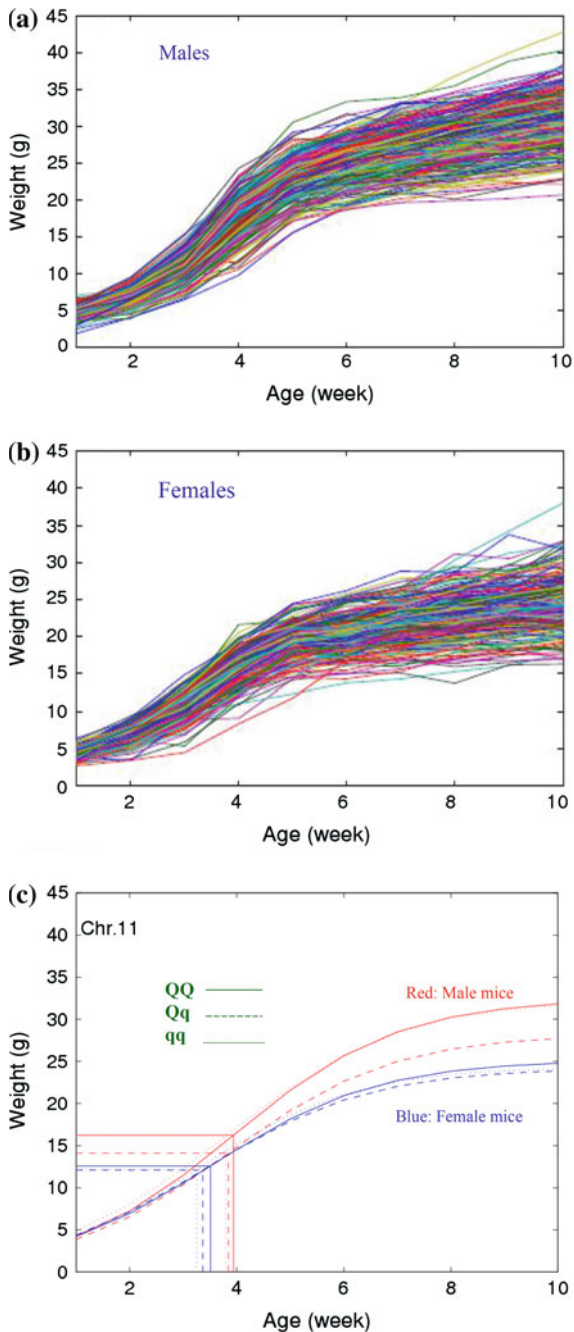 (a)
Males
Weight (g)
45
40
35
30
25
20
15
10
5
0
2 4 6 8 10
Age (week)
(b)
Females
Weight (g)
45
40
35
30
25
20
15
10
5
0
2 4 6 8 10
Age (week)
(c)
Chr.11
QQ
Qq
qq
Red: Male mice
Blue: Female mice
Weight (g)
45
40
35
30
25
20
15
10
5
0
2 4 6 8 10
Age (week)